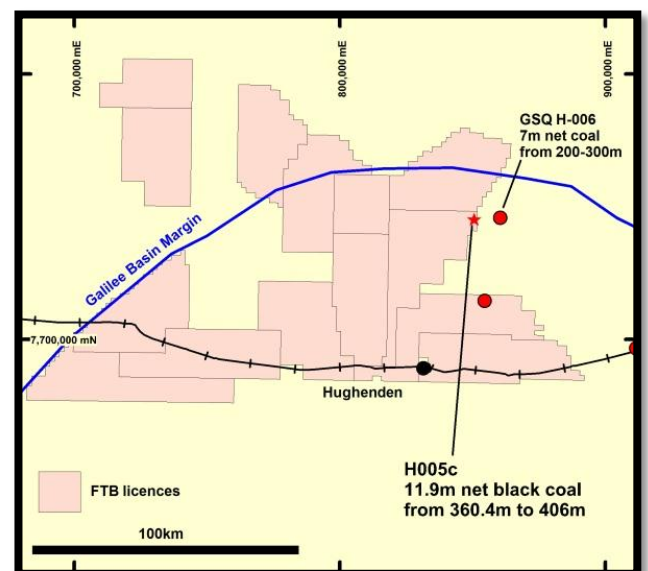 700,000 mE
800,000 mE
900,000 mE
GSQ H-006
7m net coal
from 200-300m
Galilee Basin Margin
7,700,000 mN
Hughenden
H005c
11.9m net black coal
from 360.4m to 406m
FTB licences
100km